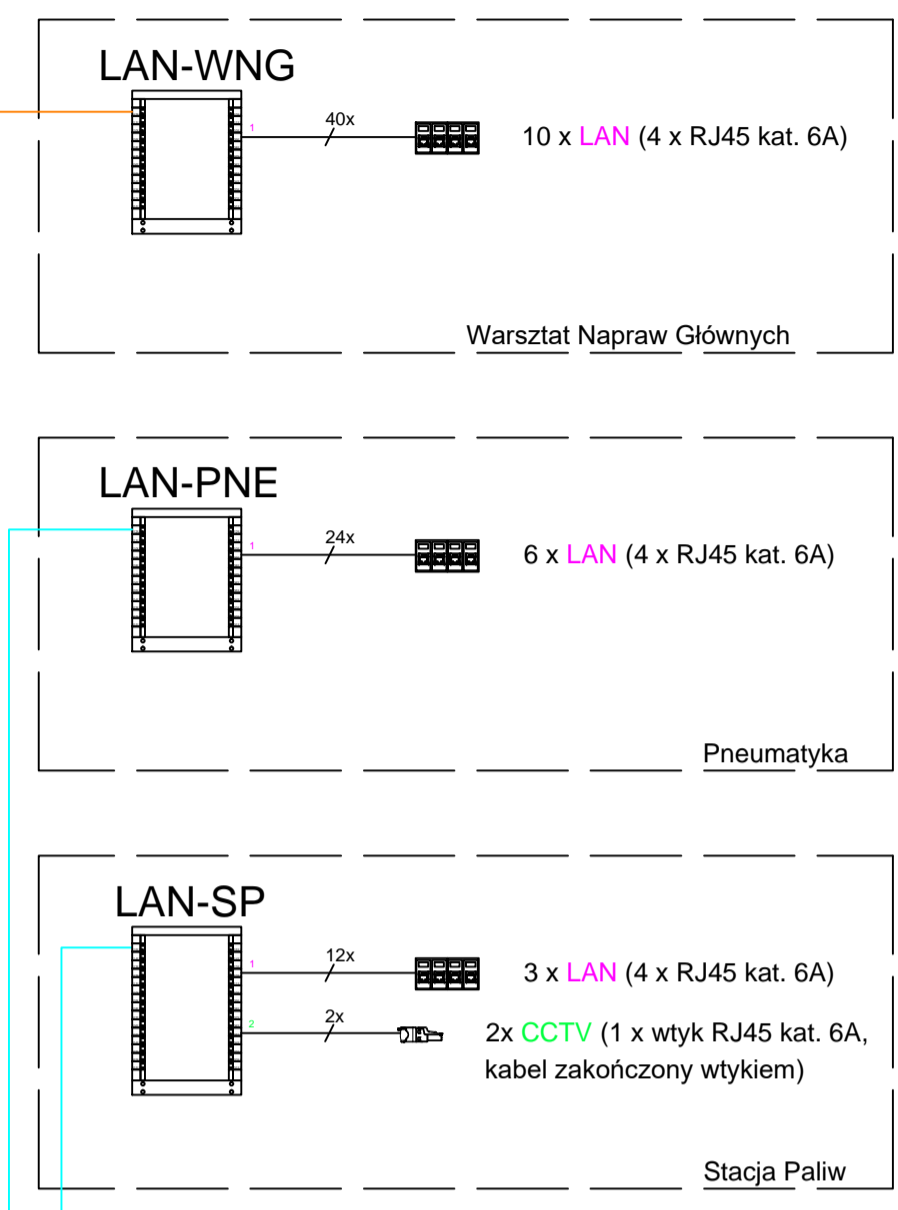 LAN-WNG
1
40x
10 x LAN (4 x RJ45 kat. 6A)
Warsztat Napraw Głównych
LAN-PNE
1
24x
6 x LAN (4 x RJ45 kat. 6A)
Pneumatyka
LAN-SP
1
12x
3 x LAN (4 x RJ45 kat. 6A)
2
2x
2x CCTV (1 x wtyk RJ45 kat. 6A,
kabel zakończony wtykiem)
Stacja Paliw